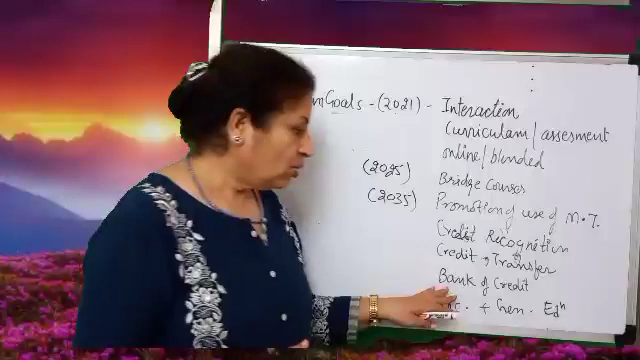 Goals - (2021) - Interaction
Curriculam / assesment
online / blended
(2025)
Bridge Courses
(2035)
Promotion of use of M.T.
Credit Recognition
Credit of Transfer
Bank of Credit
+ Gen. Edn